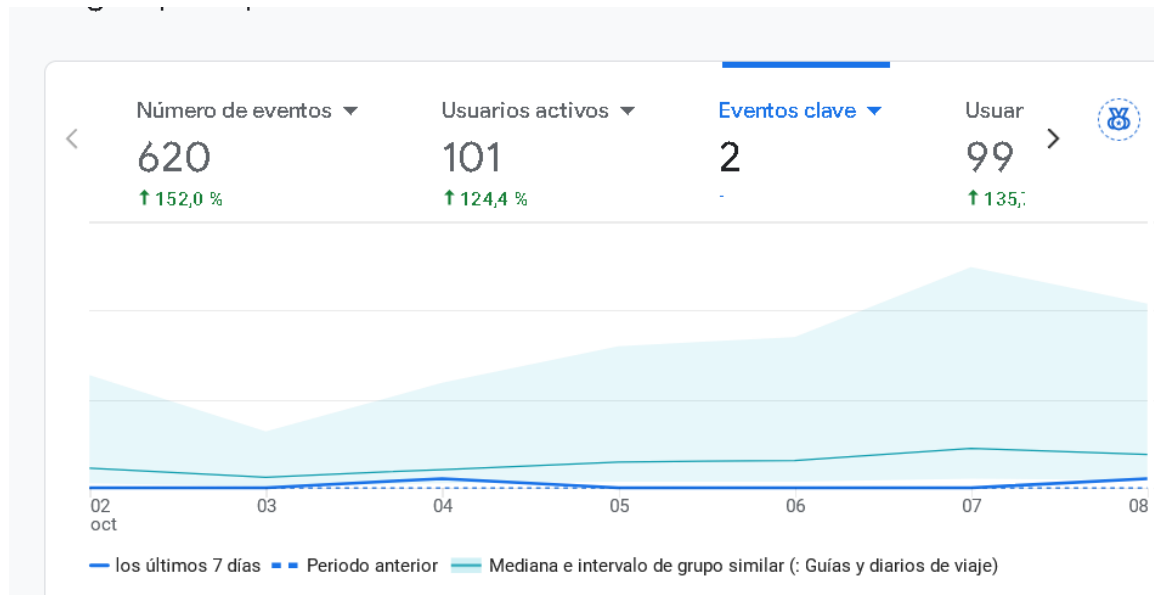 Número de eventos
620
152,0 %
Usuarios activos
101
124,4 %
Eventos clave
2
-
Usuar
99
135,
02
oct
03
04
05
06
07
08
los últimos 7 días
Periodo anterior
Mediana e intervalo de grupo similar (: Guías y diarios de viaje)